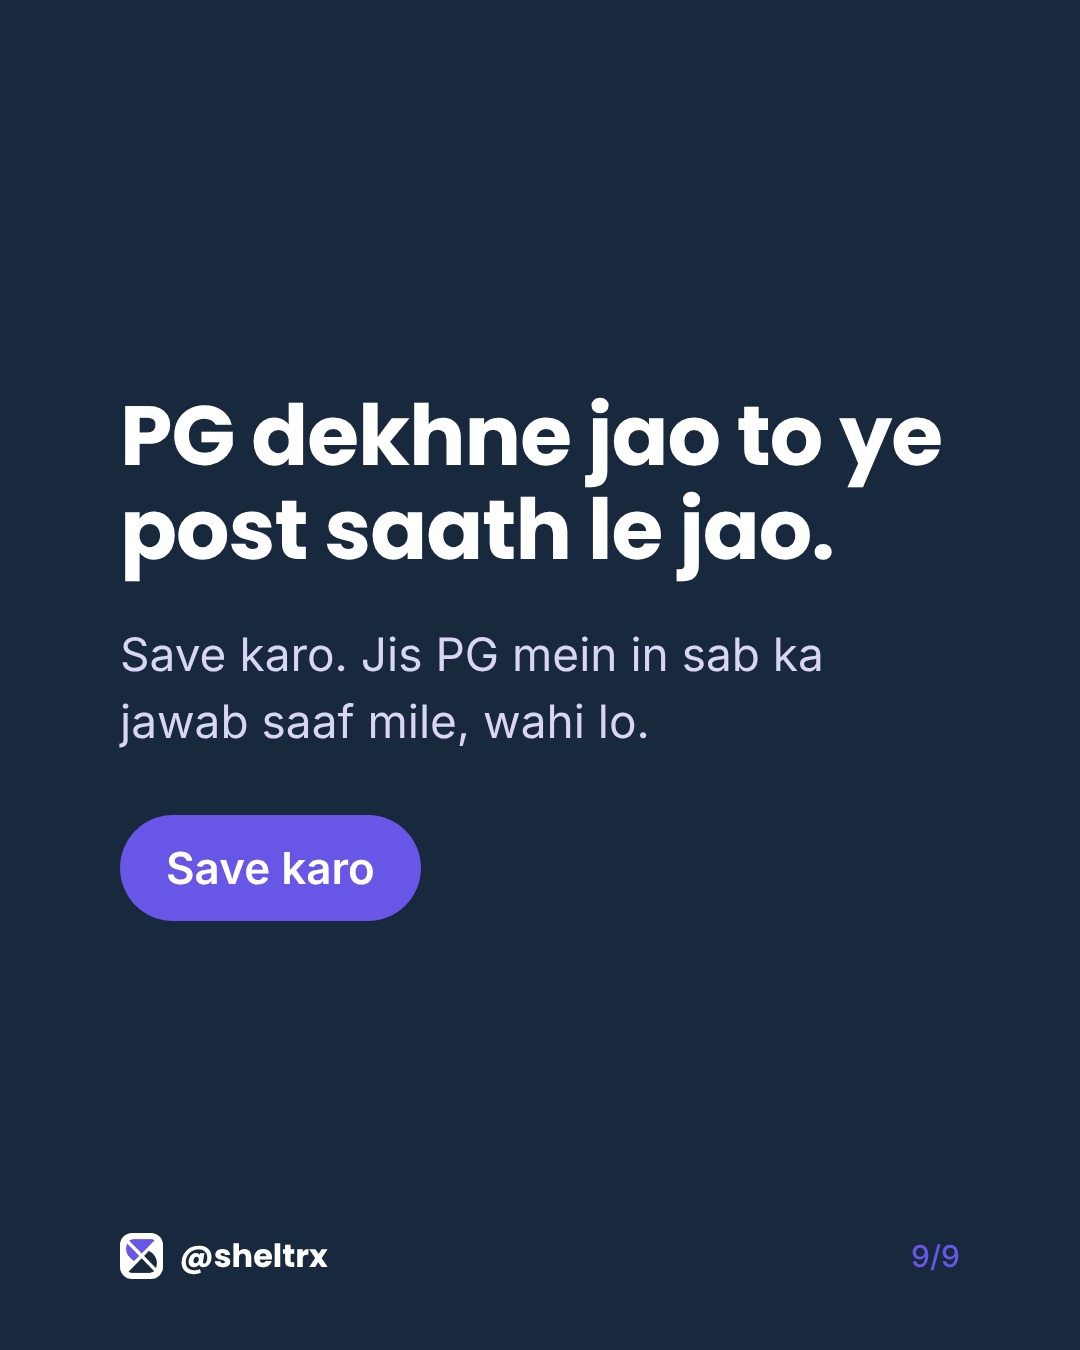 PG dekhne jao to ye
post saath le jao.
Save karo. Jis PG mein in sab ka
jawab saaf mile, wahi lo.
Save karo
@sheltrx
9/9